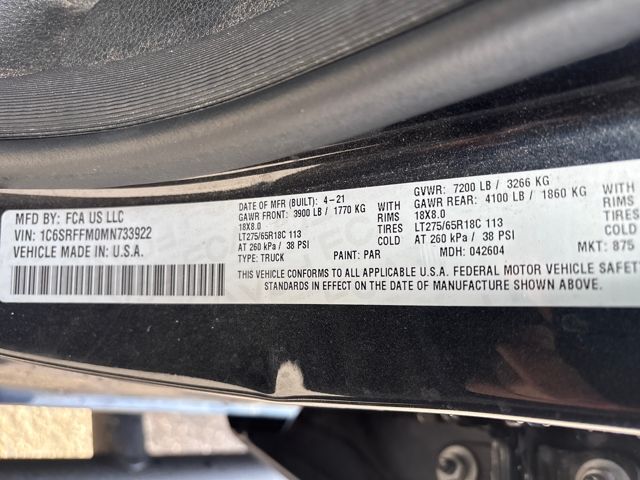 MFD BY: FCA US LLC
VIN: 1C6SRFFM0MN733922
VEHICLE MADE IN: U.S.A.
DATE OF MFR (BUILT): 4-21
GAWR FRONT: 3900 LB / 1770 KG WITH
18X8.0 RIMS
LT275/65R18C 113 TIRES
AT 260 kPa / 38 PSI COLD
TYPE: TRUCK PAINT: PAR
GVWR: 7200 LB / 3266 KG
GAWR REAR: 4100 LB / 1860 KG WITH
18X8.0 RIMS
LT275/65R18C 113 TIRES
AT 260 kPa / 38 PSI COLD
MDH: 042604 MKT: 875
THIS VEHICLE CONFORMS TO ALL APPLICABLE U.S.A. FEDERAL MOTOR VEHICLE SAFETY
STANDARDS IN EFFECT ON THE DATE OF MANUFACTURE SHOWN ABOVE.